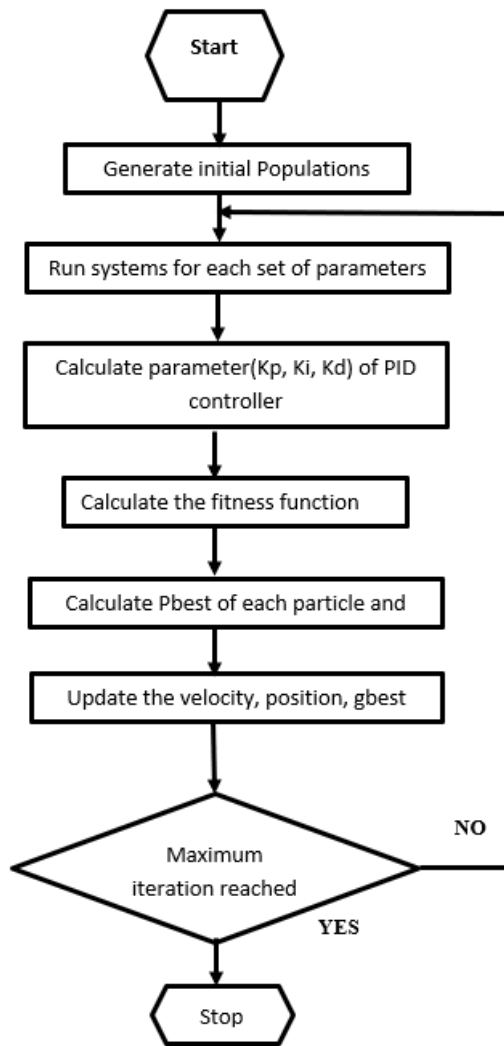 Start
Generate initial Populations
Run systems for each set of parameters
Calculate parameter(Kp, Ki, Kd) of PID
controller
Calculate the fitness function
Calculate Pbest of each particle and
Update the velocity, position, gbest
Maximum
iteration reached
NO
YES
Stop